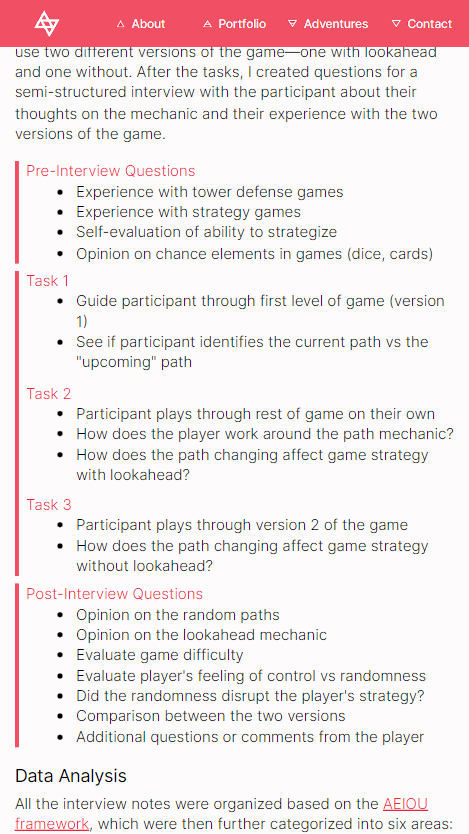 About Portfolio Adventures Contact
use two different versions of the game—one with lookahead
and one without. After the tasks, I created questions for a
semi-structured interview with the participant about their
thoughts on the mechanic and their experience with the two
versions of the game.
Pre-Interview Questions
Experience with tower defense games
Experience with strategy games
Self-evaluation of ability to strategize
Opinion on chance elements in games (dice, cards)
Task 1
Guide participant through first level of game (version
1)
See if participant identifies the current path vs the
"upcoming" path
Task 2
Participant plays through rest of game on their own
How does the player work around the path mechanic?
How does the path changing affect game strategy
with lookahead?
Task 3
Participant plays through version 2 of the game
How does the path changing affect game strategy
without lookahead?
Post-Interview Questions
Opinion on the random paths
Opinion on the lookahead mechanic
Evaluate game difficulty
Evaluate player's feeling of control vs randomness
Did the randomness disrupt the player's strategy?
Comparison between the two versions
Additional questions or comments from the player
Data Analysis
All the interview notes were organized based on the AEIOU
framework, which were then further categorized into six areas: